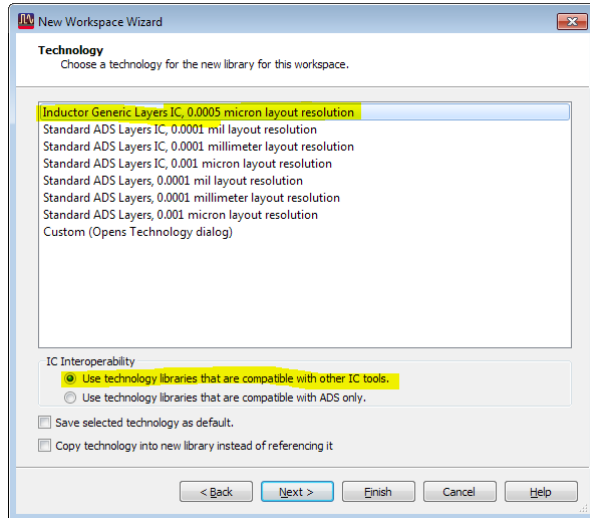 New Workspace Wizard
Technology
Choose a technology for the new library for this workspace.
Inductor Generic Layers IC, 0.0005 micron layout resolution
Standard ADS Layers IC, 0.0001 mil layout resolution
Standard ADS Layers IC, 0.0001 millimeter layout resolution
Standard ADS Layers IC, 0.001 micron layout resolution
Standard ADS Layers, 0.0001 mil layout resolution
Standard ADS Layers, 0.0001 millimeter layout resolution
Standard ADS Layers, 0.001 micron layout resolution
Custom (Opens Technology dialog)
IC Interoperability
Use technology libraries that are compatible with other IC tools.
Use technology libraries that are compatible with ADS only.
Save selected technology as default.
Copy technology into new library instead of referencing it
< Back Next > Finish Cancel Help